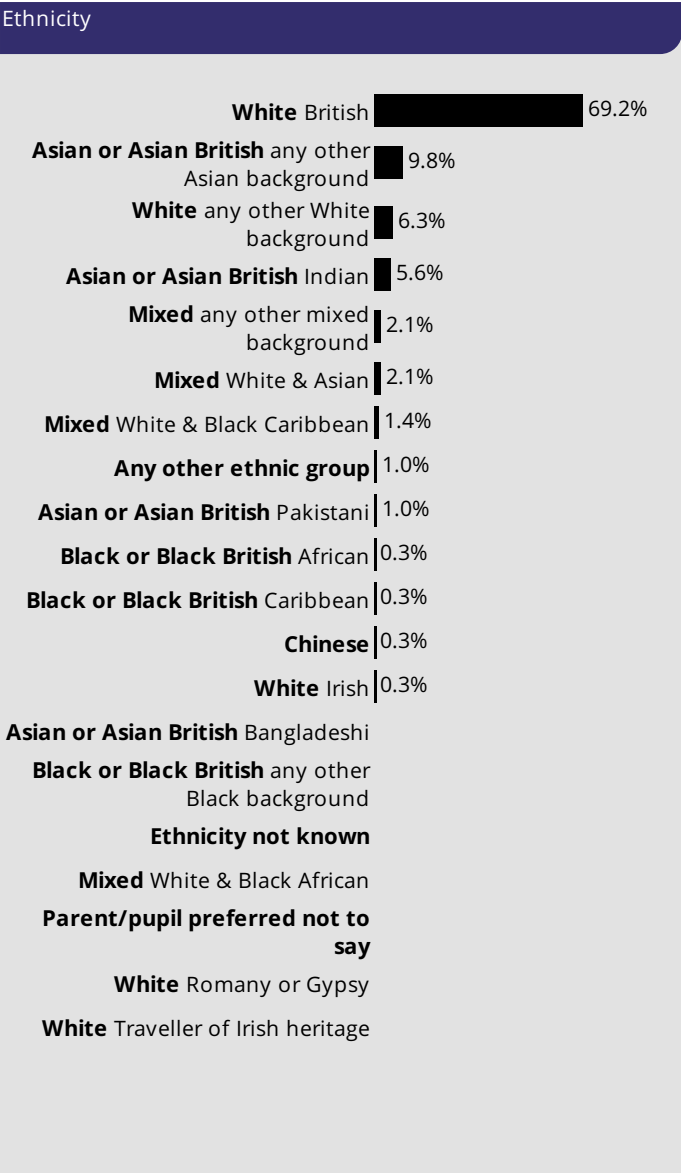 Ethnicity
White British 69.2%
Asian or Asian British any other
Asian background 9.8%
White any other White
background 6.3%
Asian or Asian British Indian 5.6%
Mixed any other mixed
background 2.1%
Mixed White & Asian 2.1%
Mixed White & Black Caribbean 1.4%
Any other ethnic group 1.0%
Asian or Asian British Pakistani 1.0%
Black or Black British African 0.3%
Black or Black British Caribbean 0.3%
Chinese 0.3%
White Irish 0.3%
Asian or Asian British Bangladeshi
Black or Black British any other
Black background
Ethnicity not known
Mixed White & Black African
Parent/pupil preferred not to
say
White Romany or Gypsy
White Traveller of Irish heritage